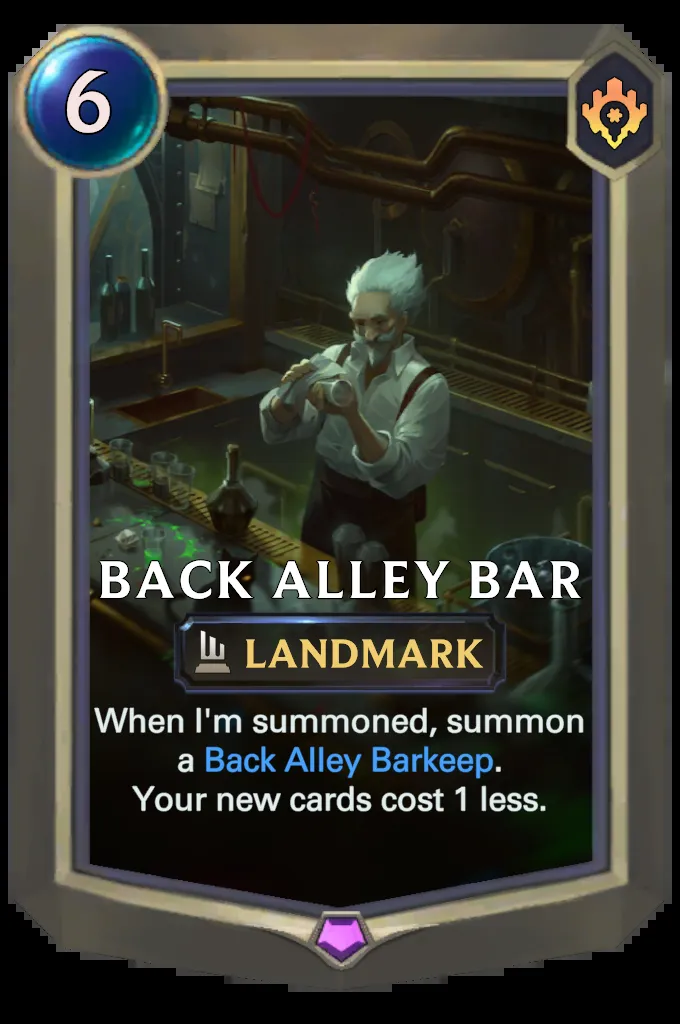 6
BACK ALLEY BAR
LANDMARK
When I'm summoned, summon
a Back Alley Barkeep.
Your new cards cost 1 less.